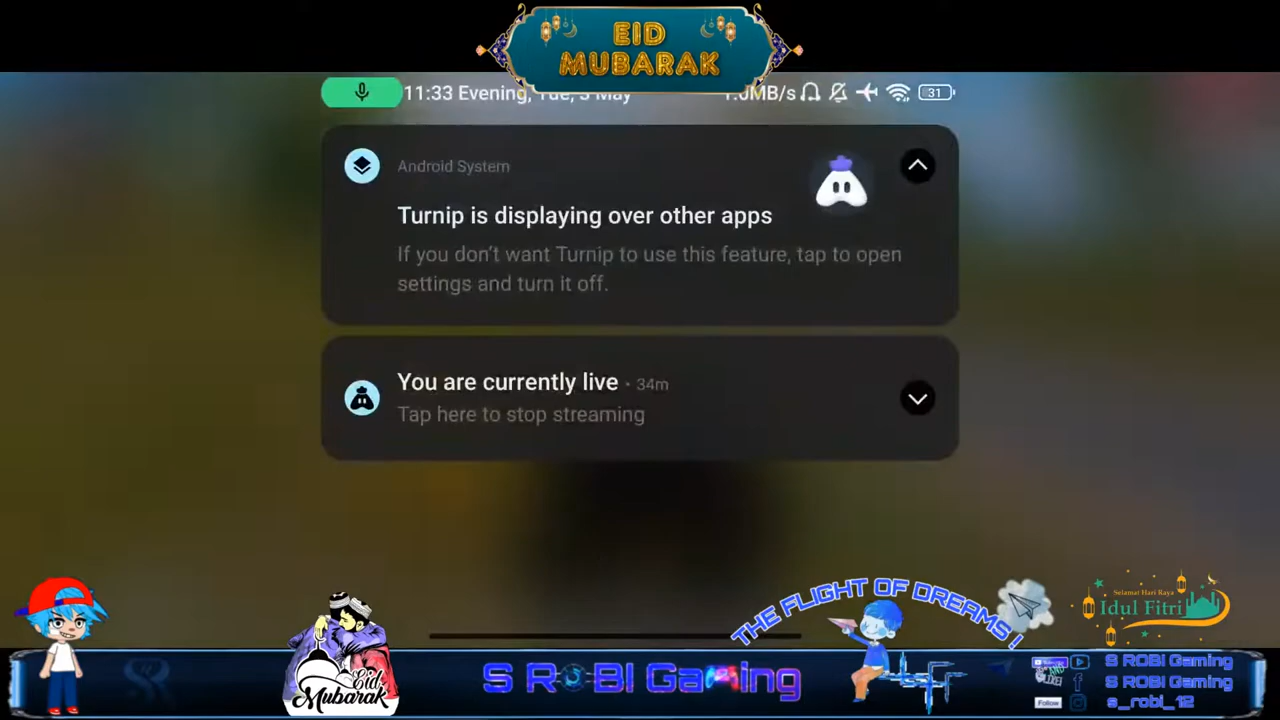 EID
MUBARAK
11:33 Evening, Tue, 3 May
1.0MB/s
31
Android System
Turnip is displaying over other apps
If you don't want Turnip to use this feature, tap to open
settings and turn it off.
You are currently live · 34m
Tap here to stop streaming
THE FLIGHT OF DREAMS !
Selamat Hari Raya
Idul Fitri
Eid
Mubarak
S ROBI Gaming
S ROBI Gaming
S ROBI Gaming
Follow
s_robi_12